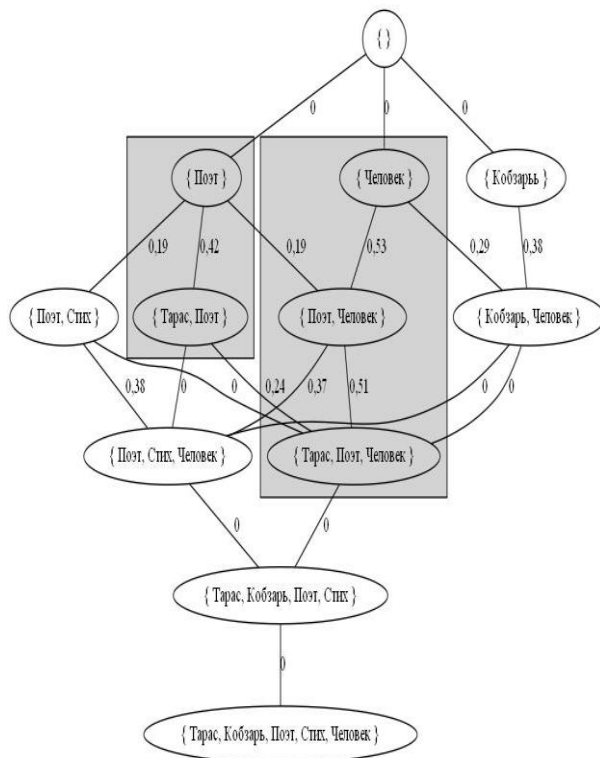 { }
0 0 0
{ Поэт } { Человек } { Кобзарьь }
0,19 0,42 0,19 0,53 0,29 0,38
{ Поэт, Стих } { Тарас, Поэт } { Поэт, Человек } { Кобзарь, Человек }
0,38 0 0 0,24 0,37 0,51 0 0
{ Поэт, Стих, Человек } { Тарас, Поэт, Человек }
0 0
{ Тарас, Кобзарь, Поэт, Стих }
0
{ Тарас, Кобзарь, Поэт, Стих, Человек }